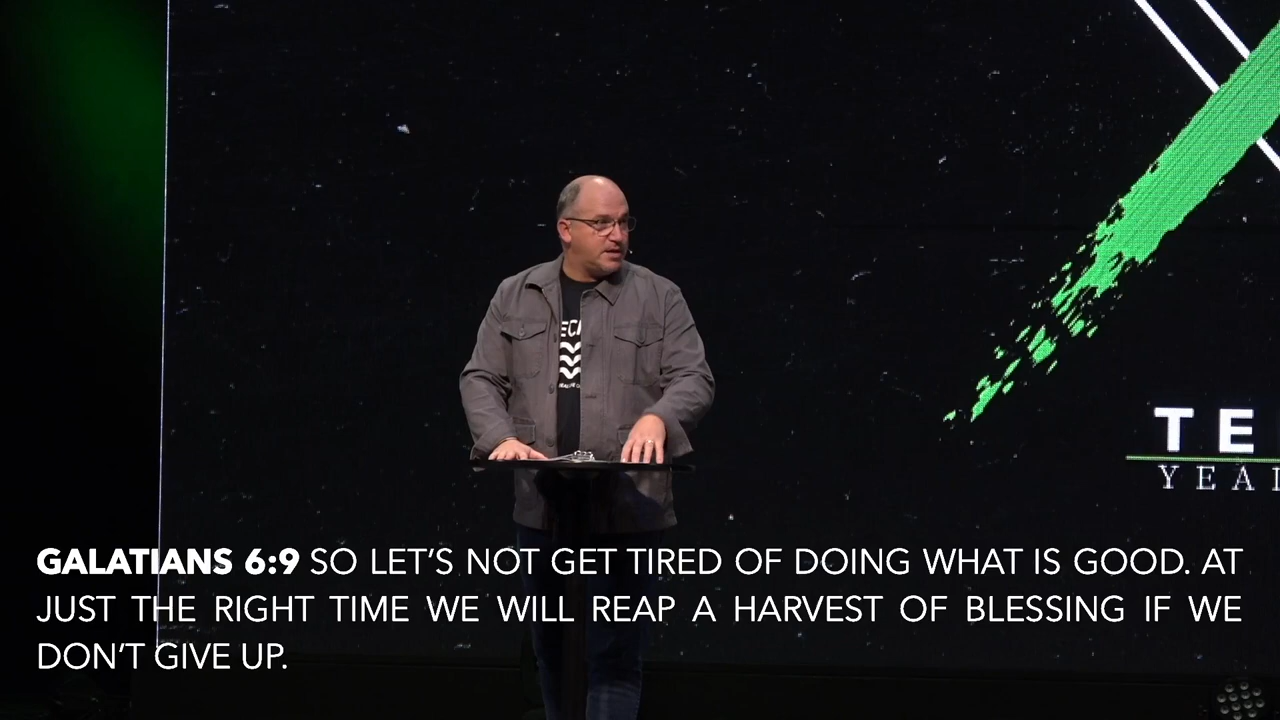 TE
YEA
GALATIANS 6:9 SO LET'S NOT GET TIRED OF DOING WHAT IS GOOD. AT
JUST THE RIGHT TIME WE WILL REAP A HARVEST OF BLESSING IF WE
DON'T GIVE UP.